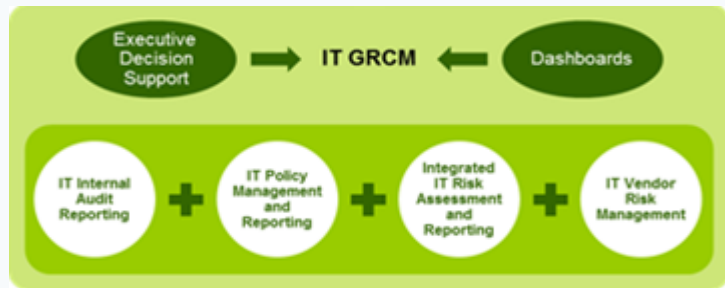 Executive
Decision
Support
IT GRCM
Dashboards
IT Internal
Audit
Reporting
IT Policy
Management
and
Reporting
Integrated
IT Risk
Assessment
and
Reporting
IT Vendor
Risk
Management